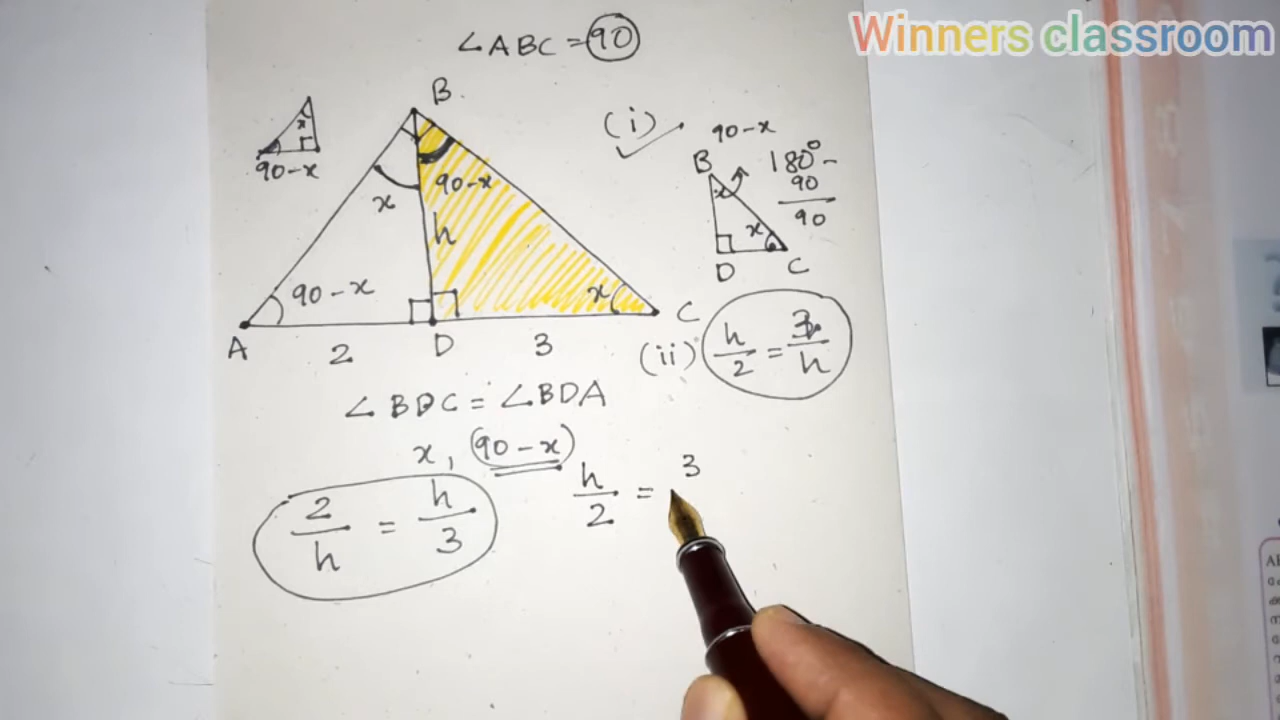 Winners classroom
∠ABC = 90
B
x
90-x
(i)
90-x
B
180° -
90
90
x
x
D
C
x
90-x
h
90-x
x
A
2
D
3
C
(ii)
h/2 = 3/h
∠BDC = ∠BDA
x, (90-x)
2/h = h/3
h/2 = 3